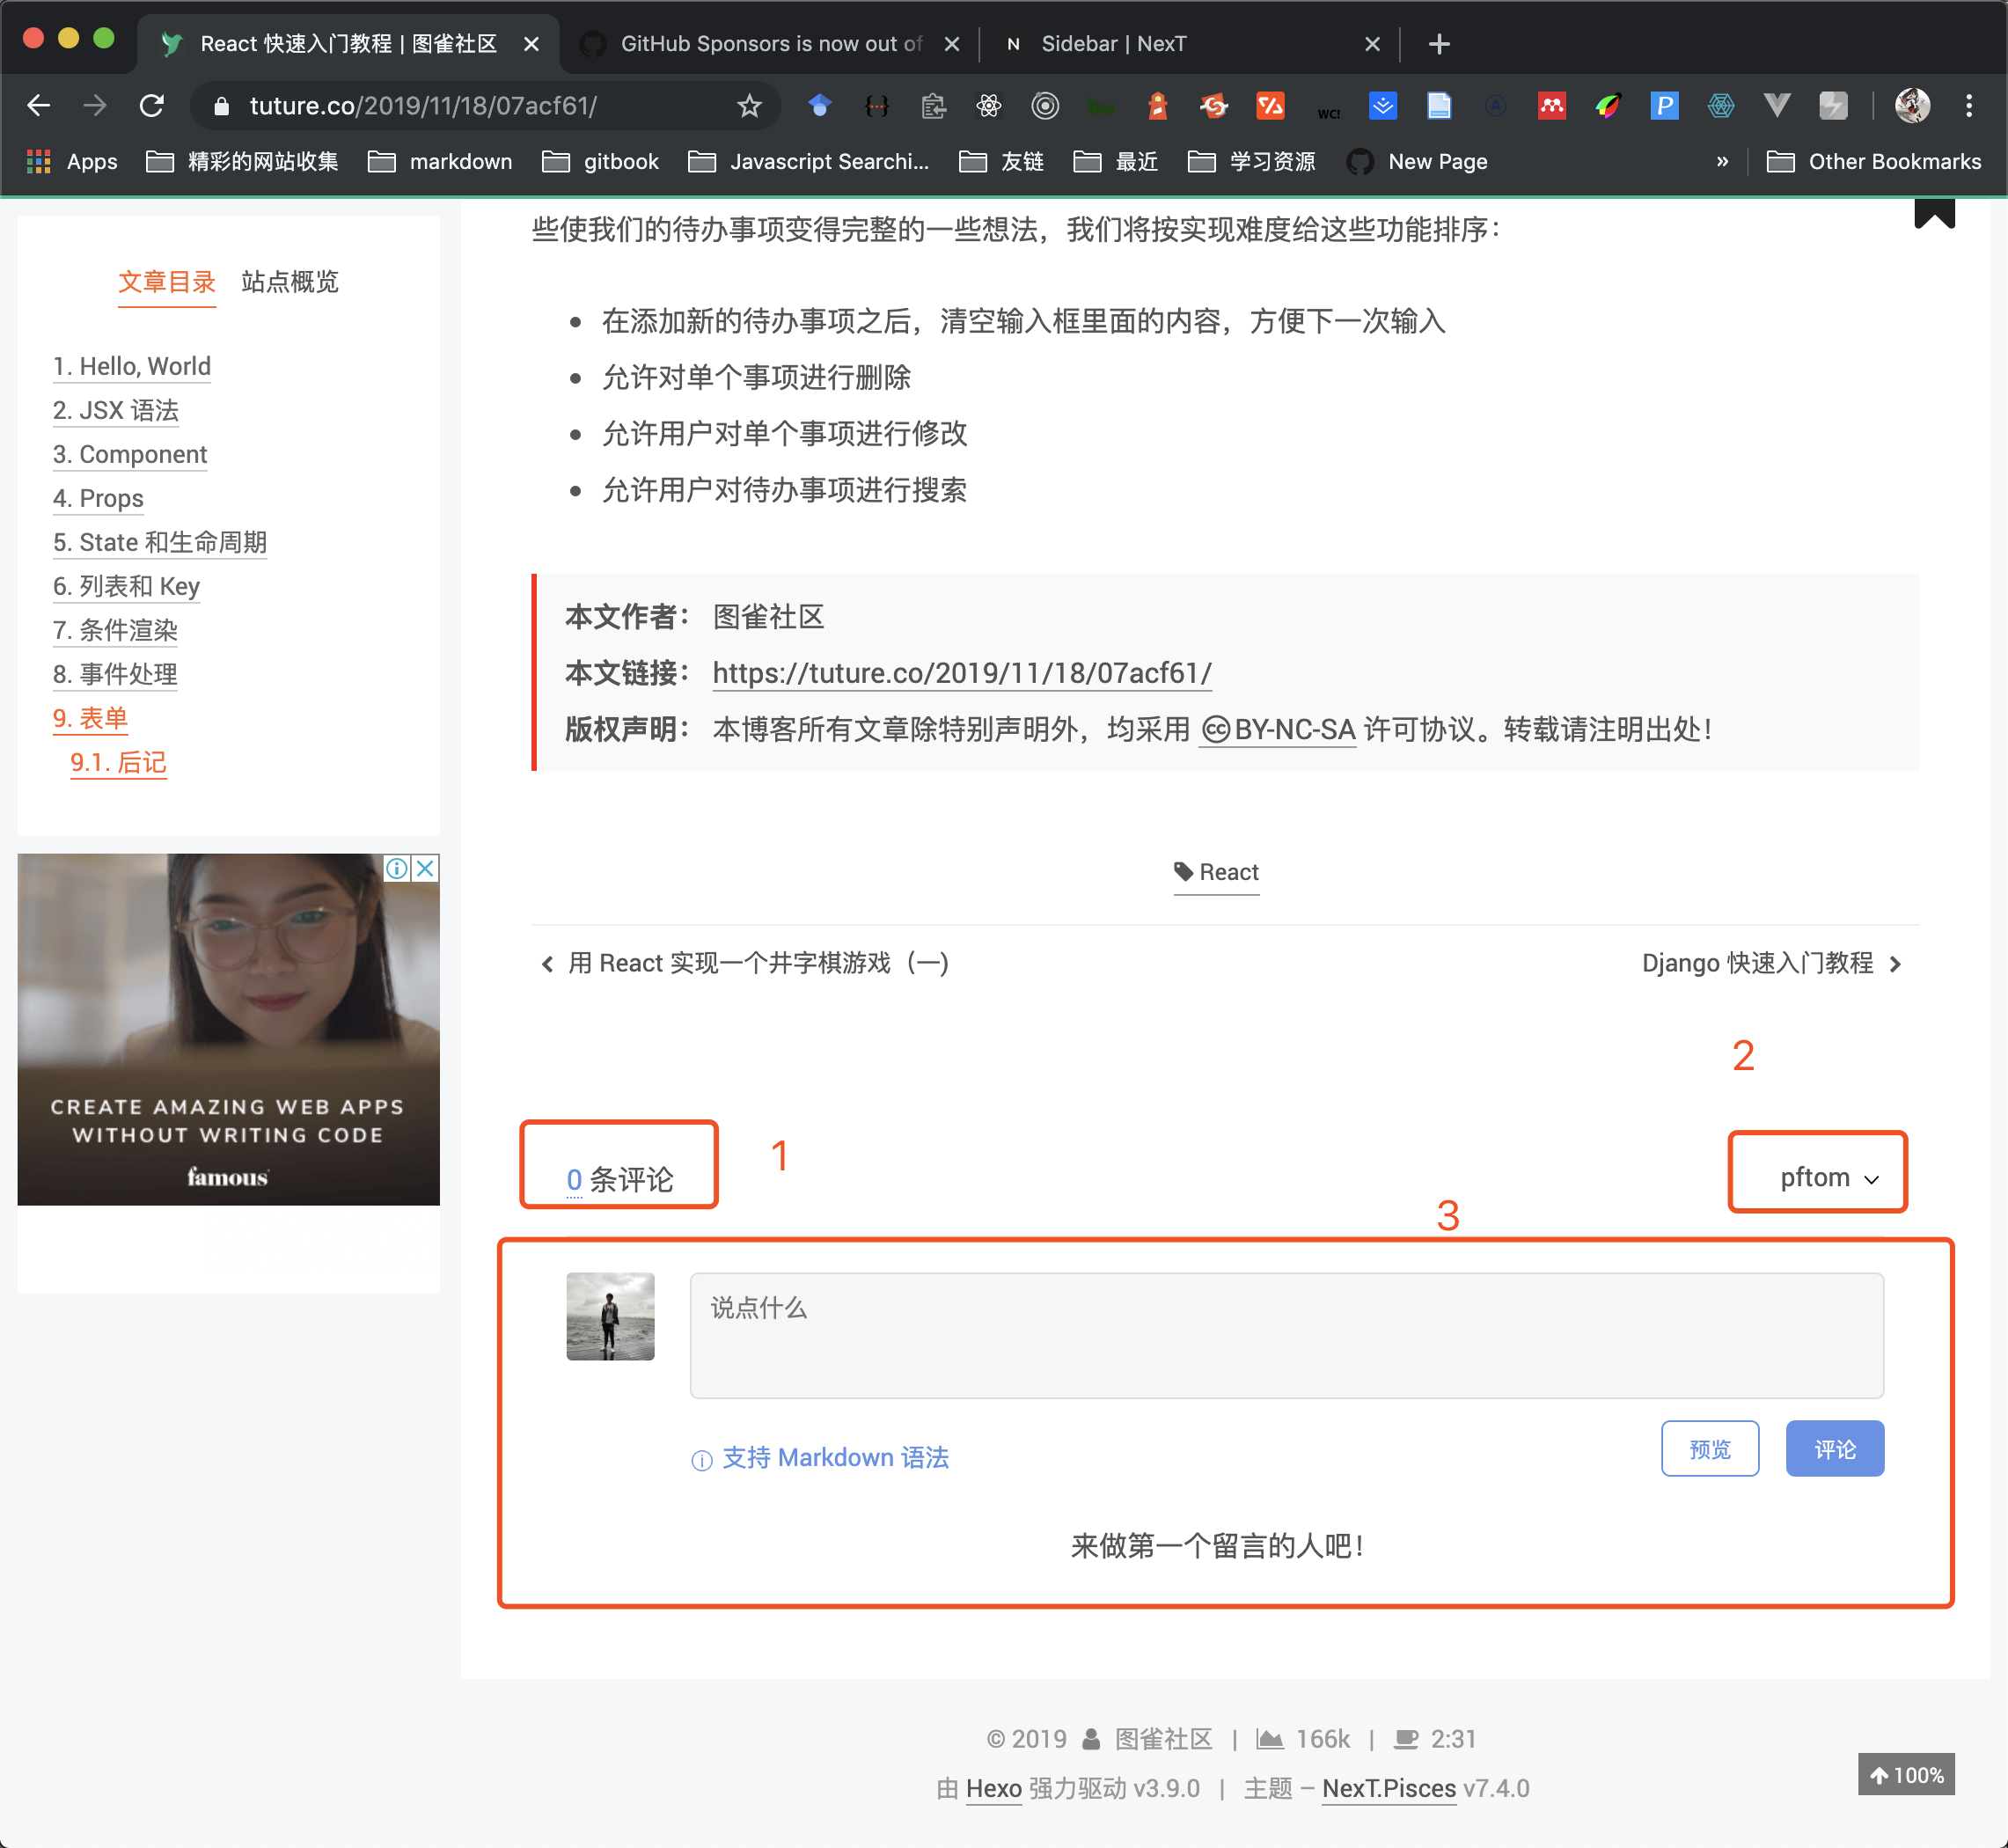 React 快速入门教程 | 图雀社区
GitHub Sponsors is now out of
N Sidebar | NexT
tuture.co/2019/11/18/07acf61/
Apps 精彩的网站收集 markdown gitbook Javascript Searchi... 友链 最近 学习资源 New Page » Other Bookmarks
文章目录 站点概览
1. Hello, World
2. JSX 语法
3. Component
4. Props
5. State 和生命周期
6. 列表和 Key
7. 条件渲染
8. 事件处理
9. 表单
9.1. 后记
CREATE AMAZING WEB APPS
WITHOUT WRITING CODE
famous
些使我们的待办事项变得完整的一些想法，我们将按实现难度给这些功能排序：
在添加新的待办事项之后，清空输入框里面的内容，方便下一次输入
允许对单个事项进行删除
允许用户对单个事项进行修改
允许用户对待办事项进行搜索
本文作者： 图雀社区
本文链接： https://tuture.co/2019/11/18/07acf61/
版权声明： 本博客所有文章除特别声明外，均采用 BY-NC-SA 许可协议。转载请注明出处！
React
用 React 实现一个井字棋游戏（一）
Django 快速入门教程
2
0 条评论
1
pftom
3
说点什么
支持 Markdown 语法
预览
评论
来做第一个留言的人吧！
© 2019 图雀社区 | 166k | 2:31
由 Hexo 强力驱动 v3.9.0 | 主题 – NexT.Pisces v7.4.0
100%